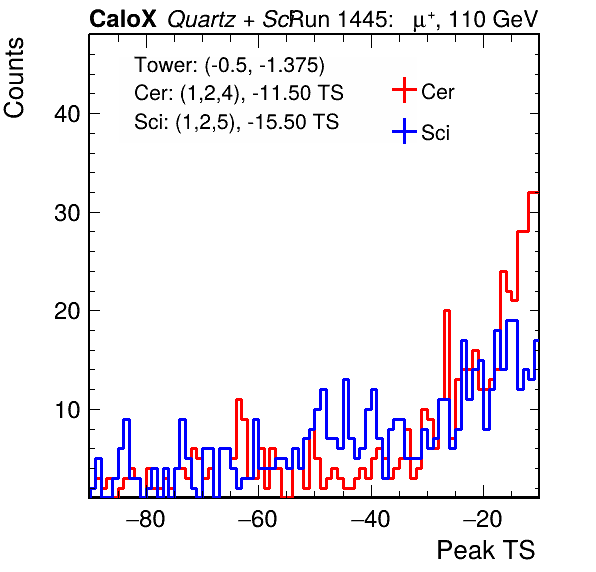 CaloX Quartz + Sci Run 1445: μ⁺, 110 GeV
Counts
Tower: (-0.5, -1.375)
Cer: (1,2,4), -11.50 TS
Sci: (1,2,5), -15.50 TS
Cer
Sci
40
30
20
10
−80 −60 −40 −20
Peak TS